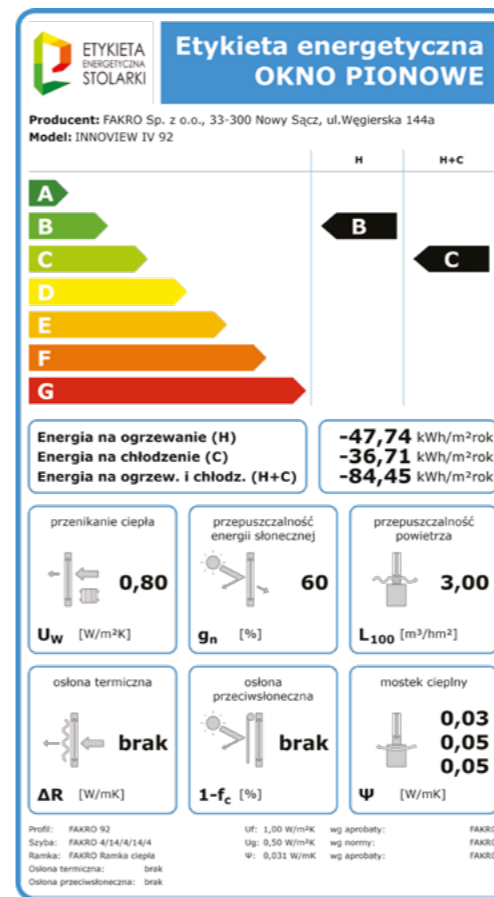 ETYKIETA
ENERGETYCZNA
STOLARKI
Etykieta energetyczna
OKNO PIONOWE
Producent: FAKRO Sp. z o.o., 33-300 Nowy Sącz, ul.Węgierska 144a
Model: INNOVIEW IV 92
H H+C
A
B B
C C
D
E
F
G
Energia na ogrzewanie (H) -47,74 kWh/m²rok
Energia na chłodzenie (C) -36,71 kWh/m²rok
Energia na ogrzew. i chłodz. (H+C) -84,45 kWh/m²rok
przenikanie ciepła
0,80
Uw [W/m²K]
przepuszczalność
energii słonecznej
60
gn [%]
przepuszczalność
powietrza
3,00
L100 [m³/hm²]
osłona termiczna
brak
ΔR [W/mK]
osłona
przeciwsłoneczna
brak
1-fc [%]
mostek cieplny
0,03
0,05
0,05
Ψ [W/mK]
Profil: FAKRO 92 Uf: 1,00 W/m²K wg aprobaty: FAKRO
Szyba: FAKRO 4/14/4/14/4 Ug: 0,50 W/m²K wg normy: FAKRO
Ramka: FAKRO Ramka ciepła Ψ: 0,031 W/mK wg aprobaty: FAKRO
Osłona termiczna: brak
Osłona przeciwsłoneczna: brak